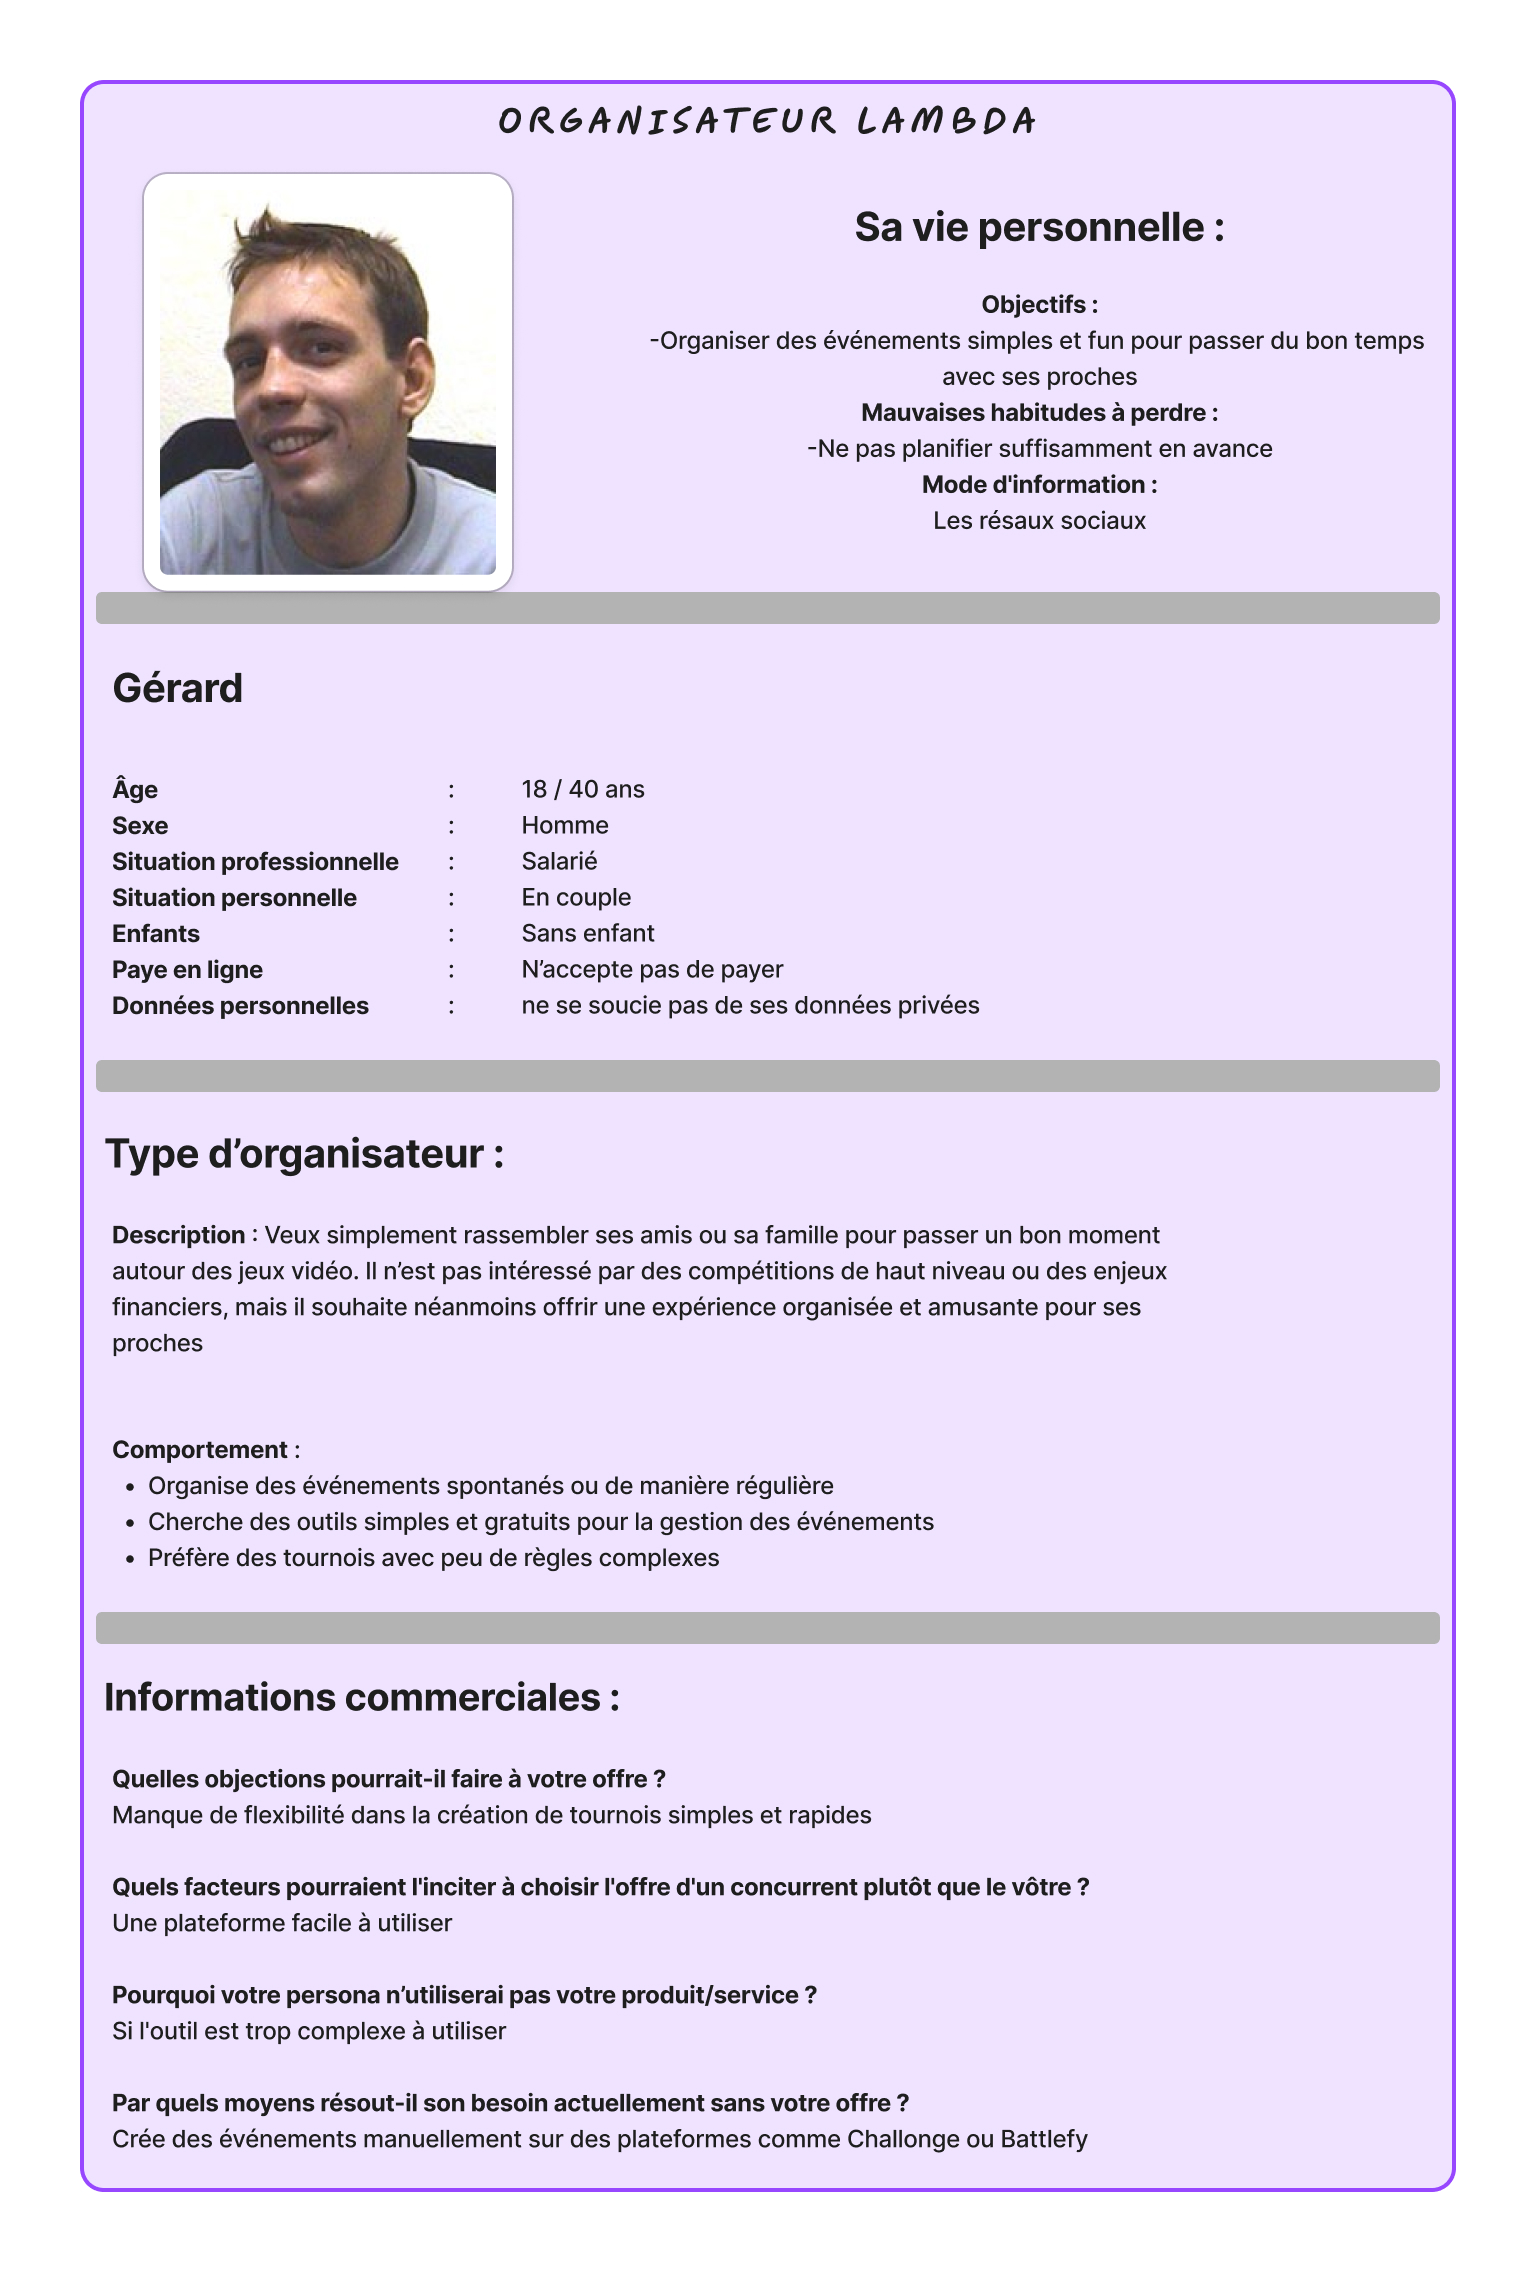 ORGANISATEUR LAMBDA
Sa vie personnelle :
Objectifs :
-Organiser des événements simples et fun pour passer du bon temps
avec ses proches
Mauvaises habitudes à perdre :
-Ne pas planifier suffisamment en avance
Mode d'information :
Les résaux sociaux
Gérard
Âge : 18 / 40 ans
Sexe : Homme
Situation professionnelle : Salarié
Situation personnelle : En couple
Enfants : Sans enfant
Paye en ligne : N’accepte pas de payer
Données personnelles : ne se soucie pas de ses données privées
Type d’organisateur :
Description : Veux simplement rassembler ses amis ou sa famille pour passer un bon moment
autour des jeux vidéo. Il n’est pas intéressé par des compétitions de haut niveau ou des enjeux
financiers, mais il souhaite néanmoins offrir une expérience organisée et amusante pour ses
proches
Comportement :
• Organise des événements spontanés ou de manière régulière
• Cherche des outils simples et gratuits pour la gestion des événements
• Préfère des tournois avec peu de règles complexes
Informations commerciales :
Quelles objections pourrait-il faire à votre offre ?
Manque de flexibilité dans la création de tournois simples et rapides
Quels facteurs pourraient l'inciter à choisir l'offre d'un concurrent plutôt que le vôtre ?
Une plateforme facile à utiliser
Pourquoi votre persona n’utiliserai pas votre produit/service ?
Si l'outil est trop complexe à utiliser
Par quels moyens résout-il son besoin actuellement sans votre offre ?
Crée des événements manuellement sur des plateformes comme Challonge ou Battlefy